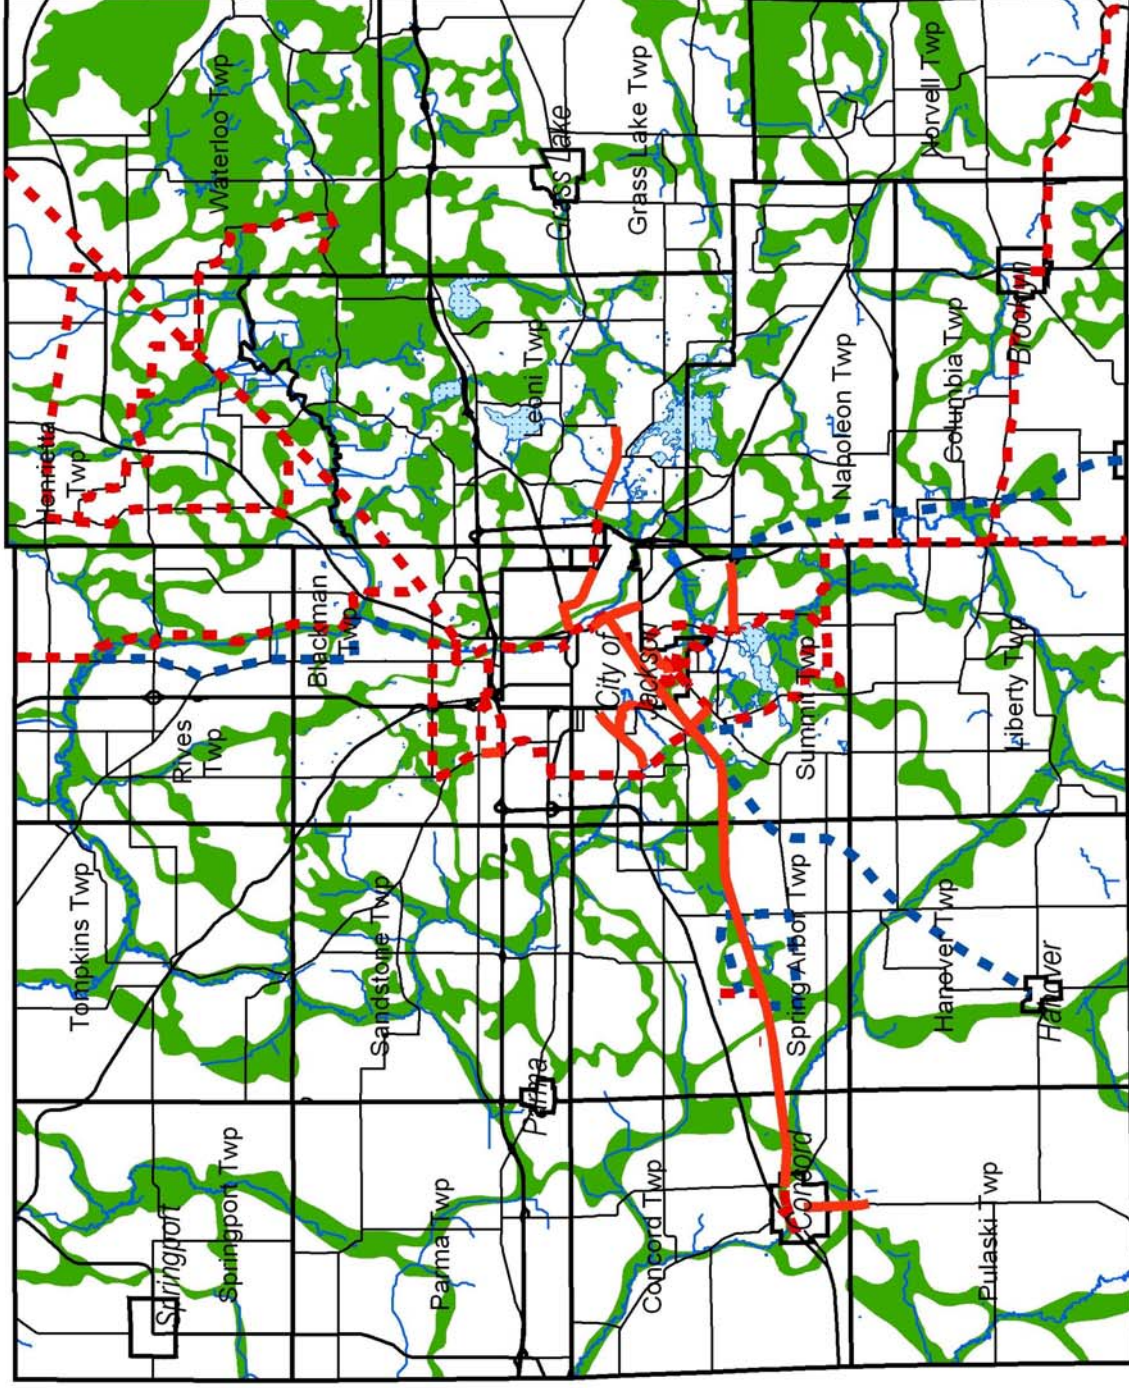 Springport
Springport Twp
Tompkins Twp
Rives
Twp
Henrietta
Twp
Waterloo Twp
Parma Twp
Parma
Sandstone Twp
Blackman
Twp
Leoni Twp
Grass Lake
Grass Lake Twp
Concord Twp
Concord
Spring Arbor Twp
City of
Jackson
Summit Twp
Napoleon Twp
Norvell Twp
Pulaski Twp
Hanover Twp
Hanover
Liberty Twp
Columbia Twp
Brooklyn